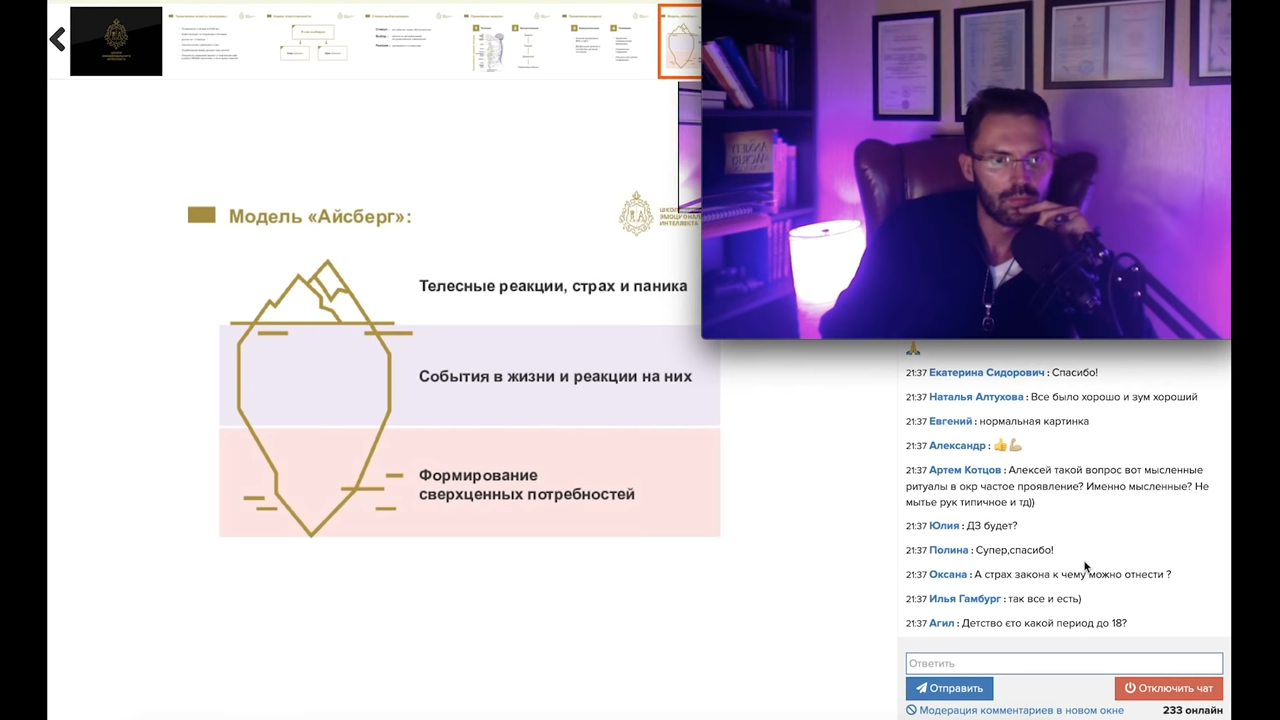 Модель «Айсберг»:
Телесные реакции, страх и паника
События в жизни и реакции на них
Формирование
сверхценных потребностей
21:37 Екатерина Сидорович : Спасибо!
21:37 Наталья Алтухова : Все было хорошо и зум хороший
21:37 Евгений : нормальная картинка
21:37 Александр : 👍💪
21:37 Артем Котцов : Алексей такой вопрос вот мысленные
ритуалы в окр частое проявление? Именно мысленные? Не
мытье рук типичное и тд))
21:37 Юлия : ДЗ будет?
21:37 Полина : Супер,спасибо!
21:37 Оксана : А страх закона к чему можно отнести ?
21:37 Илья Гамбург : так все и есть)
21:37 Агил : Детство єто какой период до 18?
Ответить
Отправить
Отключить чат
Модерация комментариев в новом окне
233 онлайн